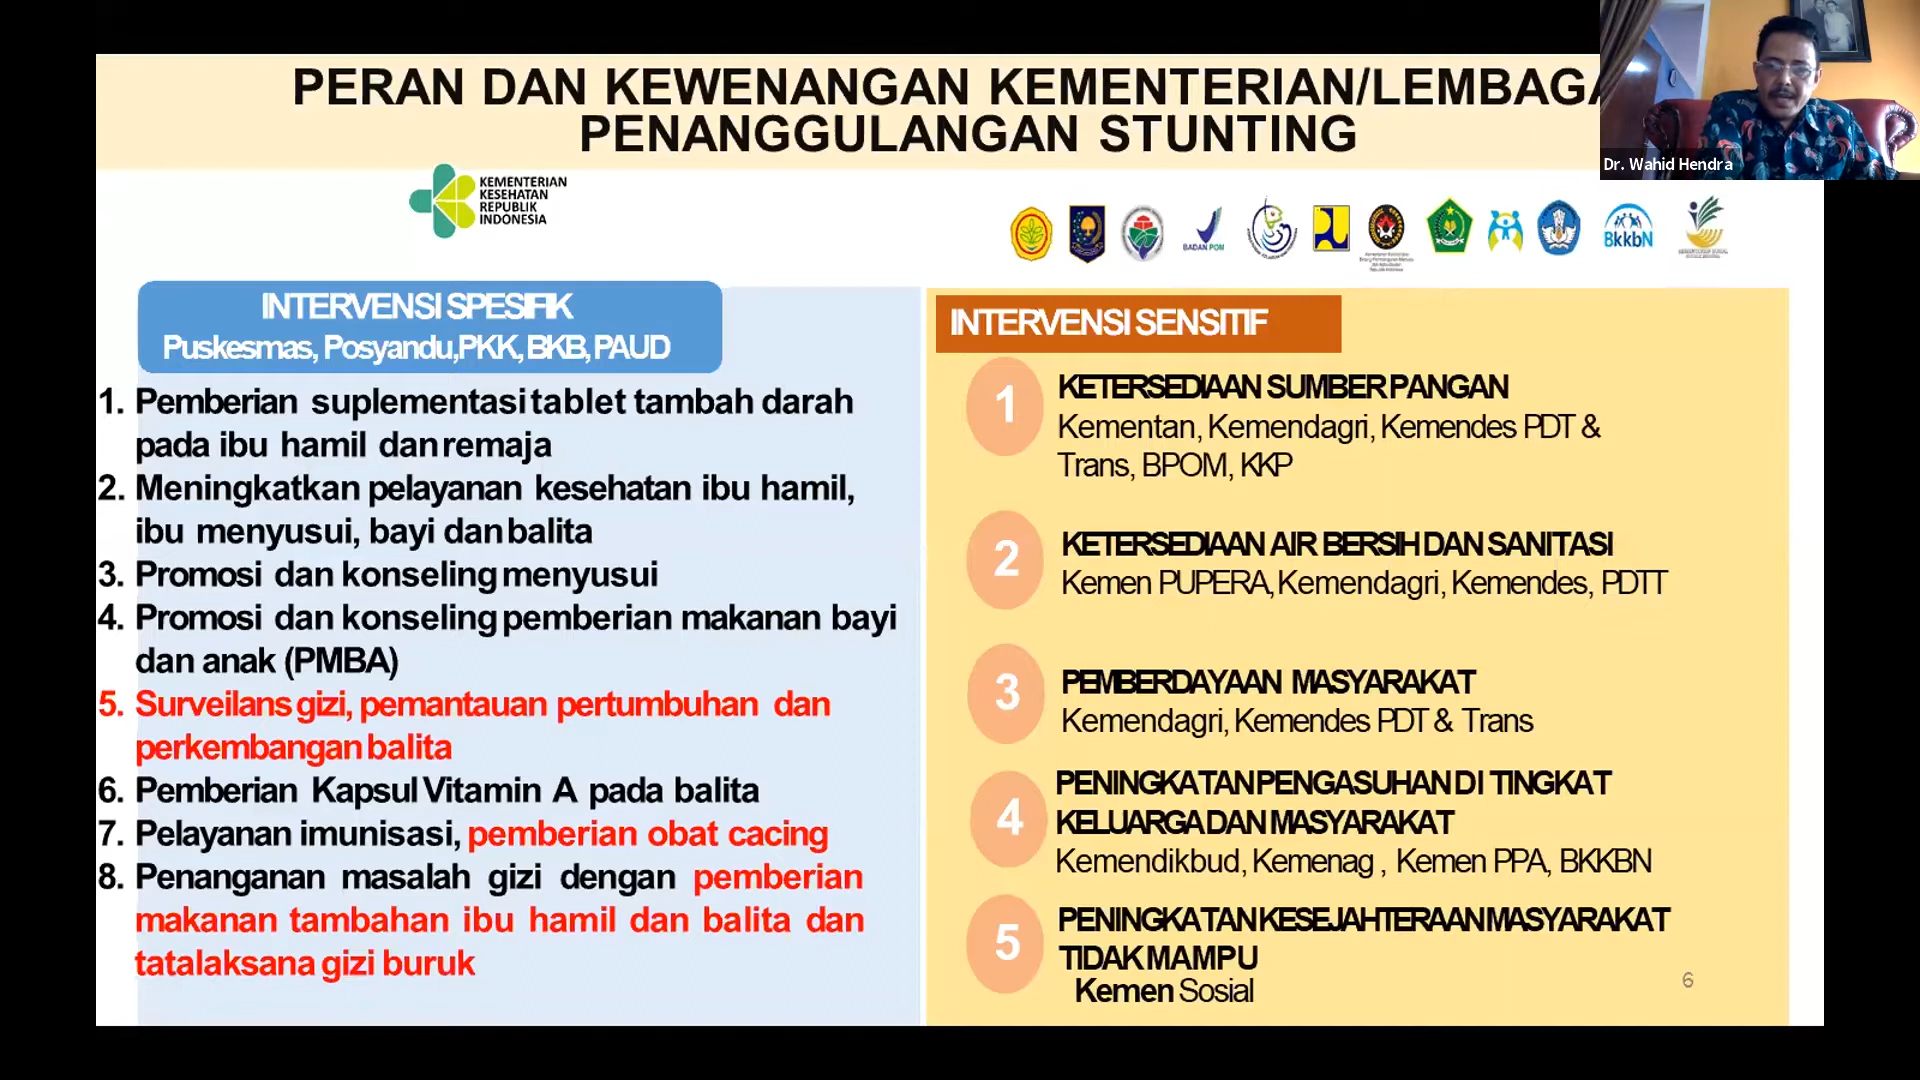 PERAN DAN KEWENANGAN KEMENTERIAN/LEMBAGA
PENANGGULANGAN STUNTING
Dr. Wahid Hendra
KEMENTERIAN
KESEHATAN
REPUBLIK
INDONESIA
BADAN POM
BkkbN
INTERVENSI SPESIFIK
Puskesmas, Posyandu,PKK, BKB, PAUD
1. Pemberian suplementasi tablet tambah darah
pada ibu hamil dan remaja
2. Meningkatkan pelayanan kesehatan ibu hamil,
ibu menyusui, bayi dan balita
3. Promosi dan konseling menyusui
4. Promosi dan konseling pemberian makanan bayi
dan anak (PMBA)
5. Surveilans gizi, pemantauan pertumbuhan dan
perkembangan balita
6. Pemberian Kapsul Vitamin A pada balita
7. Pelayanan imunisasi, pemberian obat cacing
8. Penanganan masalah gizi dengan pemberian
makanan tambahan ibu hamil dan balita dan
tatalaksana gizi buruk
INTERVENSI SENSITIF
1
KETERSEDIAAN SUMBER PANGAN
Kementan, Kemendagri, Kemendes PDT &
Trans, BPOM, KKP
2
KETERSEDIAAN AIR BERSIH DAN SANITASI
Kemen PUPERA, Kemendagri, Kemendes, PDTT
3
PEMBERDAYAAN MASYARAKAT
Kemendagri, Kemendes PDT & Trans
4
PENINGKATAN PENGASUHAN DI TINGKAT
KELUARGA DAN MASYARAKAT
Kemendikbud, Kemenag , Kemen PPA, BKKBN
5
PENINGKATAN KESEJAHTERAAN MASYARAKAT
TIDAK MAMPU
Kemen Sosial
6